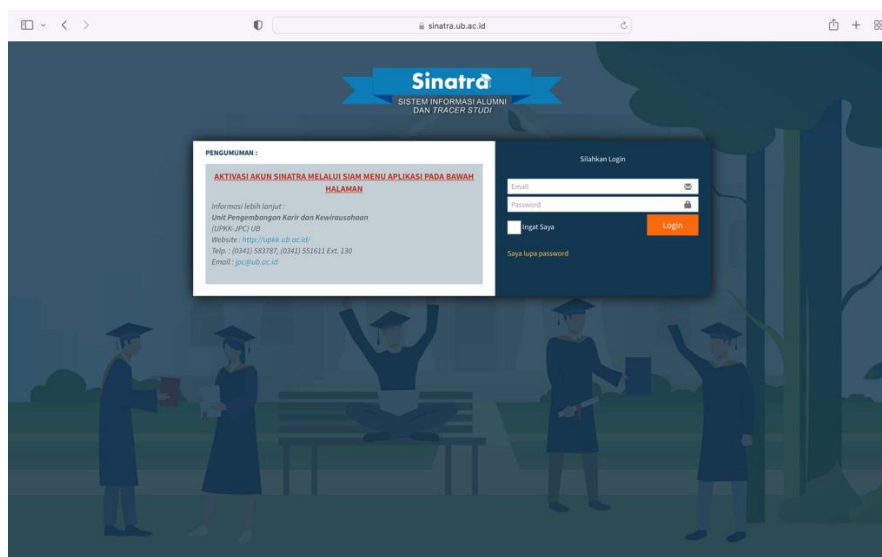 sinatra.ub.ac.id
Sinatra
SISTEM INFORMASI ALUMNI
DAN TRACER STUDI
PENGUMUMAN :
AKTIVASI AKUN SINATRA MELALUI SIAM MENU APLIKASI PADA BAWAH
HALAMAN
Informasi lebih lanjut :
Unit Pengembangan Karir dan Kewirausahaan
(UPKK-JPC) UB
Website : http://upkk.ub.ac.id/
Telp. : (0341) 583787, (0341) 551611 Ext. 130
Email : jpc@ub.ac.id
Silahkan Login
Email
Password
Ingat Saya
Login
Saya lupa password